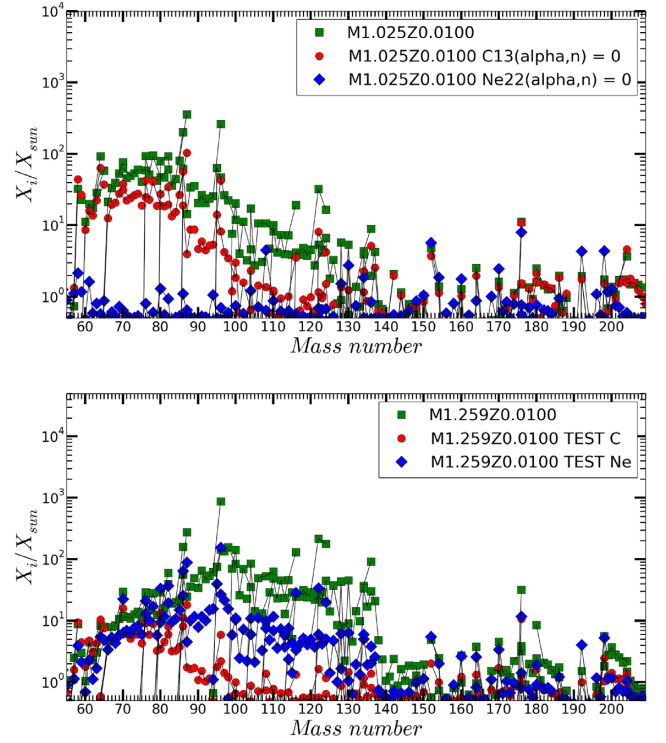 10⁴
10³
10²
10¹
10⁰
X_i/X_sun
M1.025Z0.0100
M1.025Z0.0100 C13(alpha,n) = 0
M1.025Z0.0100 Ne22(alpha,n) = 0
60 70 80 90 100 110 120 130 140 150 160 170 180 190 200
Mass number
10⁴
10³
10²
10¹
10⁰
X_i/X_sun
M1.259Z0.0100
M1.259Z0.0100 TEST C
M1.259Z0.0100 TEST Ne
60 70 80 90 100 110 120 130 140 150 160 170 180 190 200
Mass number